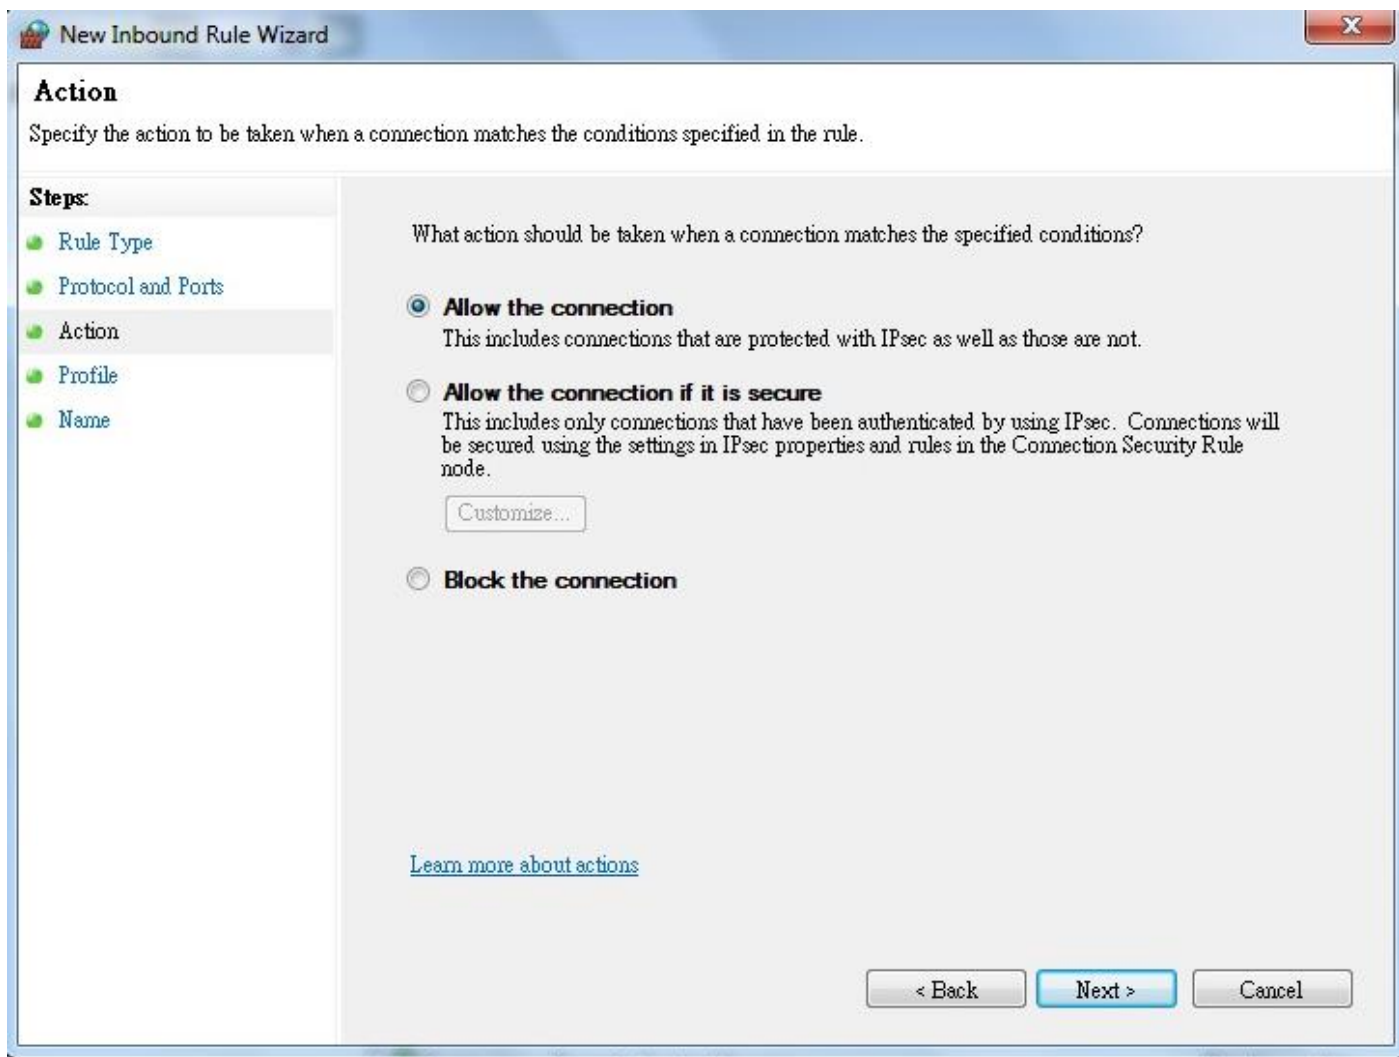 New Inbound Rule Wizard
Action
Specify the action to be taken when a connection matches the conditions specified in the rule.
Steps:
Rule Type
Protocol and Ports
Action
Profile
Name
What action should be taken when a connection matches the specified conditions?
Allow the connection
This includes connections that are protected with IPsec as well as those are not.
Allow the connection if it is secure
This includes only connections that have been authenticated by using IPsec. Connections will
be secured using the settings in IPsec properties and rules in the Connection Security Rule
node.
Customize...
Block the connection
Learn more about actions
< Back
Next >
Cancel